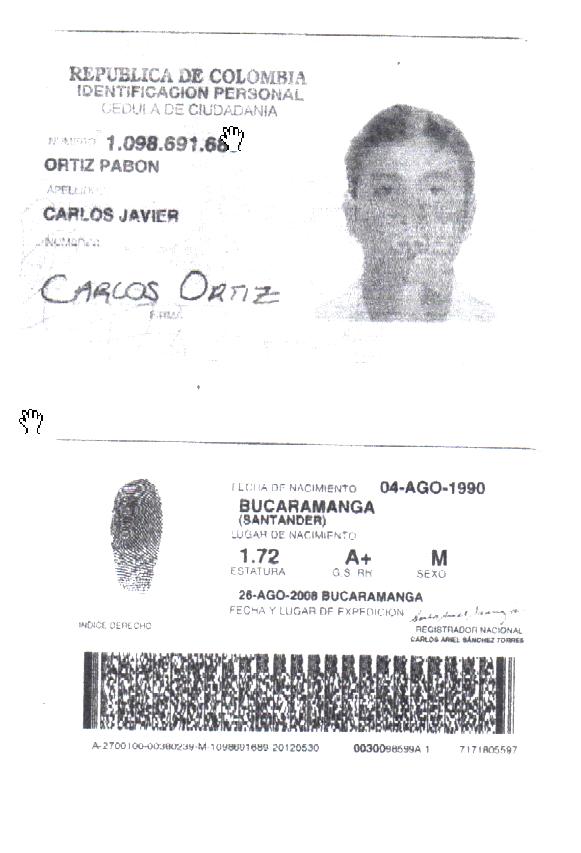 REPUBLICA DE COLOMBIA
IDENTIFICACION PERSONAL
CEDULA DE CIUDADANIA
NUMERO 1.098.691.68
ORTIZ PABON
APELLIDOS
CARLOS JAVIER
NOMBRES
CARLOS ORTIZ
FIRMA
FECHA DE NACIMIENTO 04-AGO-1990
BUCARAMANGA
(SANTANDER)
LUGAR DE NACIMIENTO
1.72 A+ M
ESTATURA G.S. RH SEXO
26-AGO-2008 BUCARAMANGA
FECHA Y LUGAR DE EXPEDICION
INDICE DERECHO
REGISTRADOR NACIONAL
CARLOS ARIEL SÁNCHEZ TORRES
A-2700100-00380239-M-1098691689-20120530 0030098599A 1 7171805597